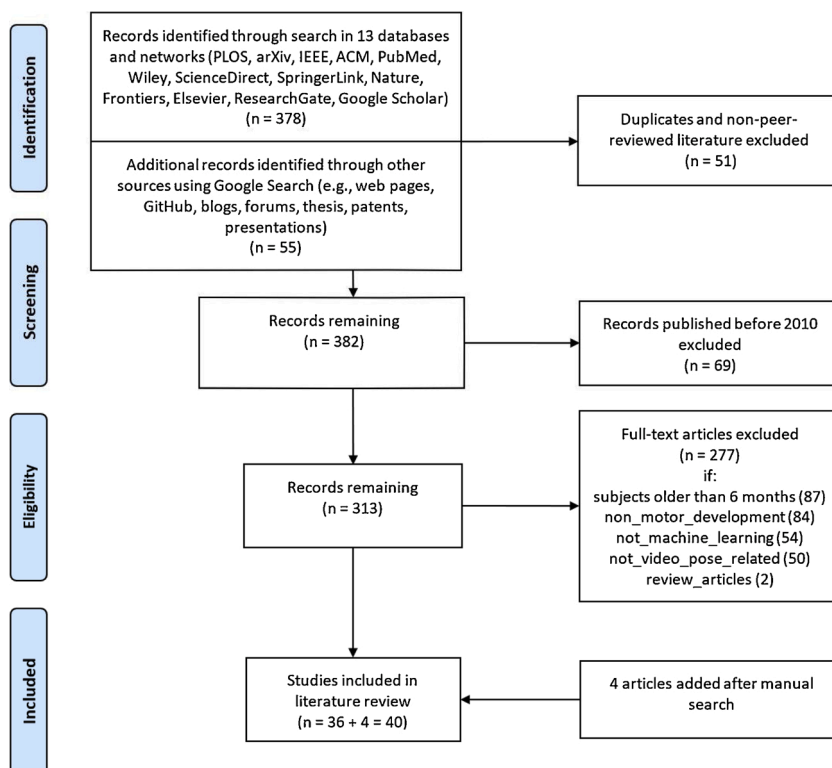 Identification
Records identified through search in 13 databases
and networks (PLOS, arXiv, IEEE, ACM, PubMed,
Wiley, ScienceDirect, SpringerLink, Nature,
Frontiers, Elsevier, ResearchGate, Google Scholar)
(n = 378)
Additional records identified through other
sources using Google Search (e.g., web pages,
GitHub, blogs, forums, thesis, patents,
presentations)
(n = 55)
Duplicates and non-peer-
reviewed literature excluded
(n = 51)
Screening
Records remaining
(n = 382)
Records published before 2010
excluded
(n = 69)
Eligibility
Records remaining
(n = 313)
Full-text articles excluded
(n = 277)
if:
subjects older than 6 months (87)
non_motor_development (84)
not_machine_learning (54)
not_video_pose_related (50)
review_articles (2)
Included
Studies included in
literature review
(n = 36 + 4 = 40)
4 articles added after manual
search